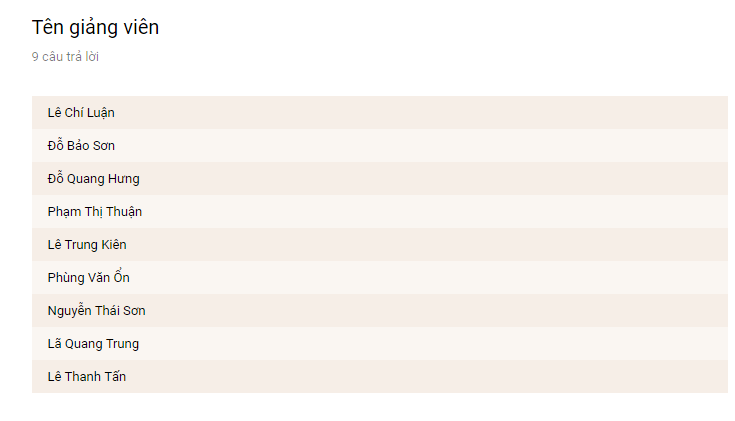 Tên giảng viên
9 câu trả lời
Lê Chí Luận
Đỗ Bảo Sơn
Đỗ Quang Hưng
Phạm Thị Thuận
Lê Trung Kiên
Phùng Văn Ổn
Nguyễn Thái Sơn
Lã Quang Trung
Lê Thanh Tấn